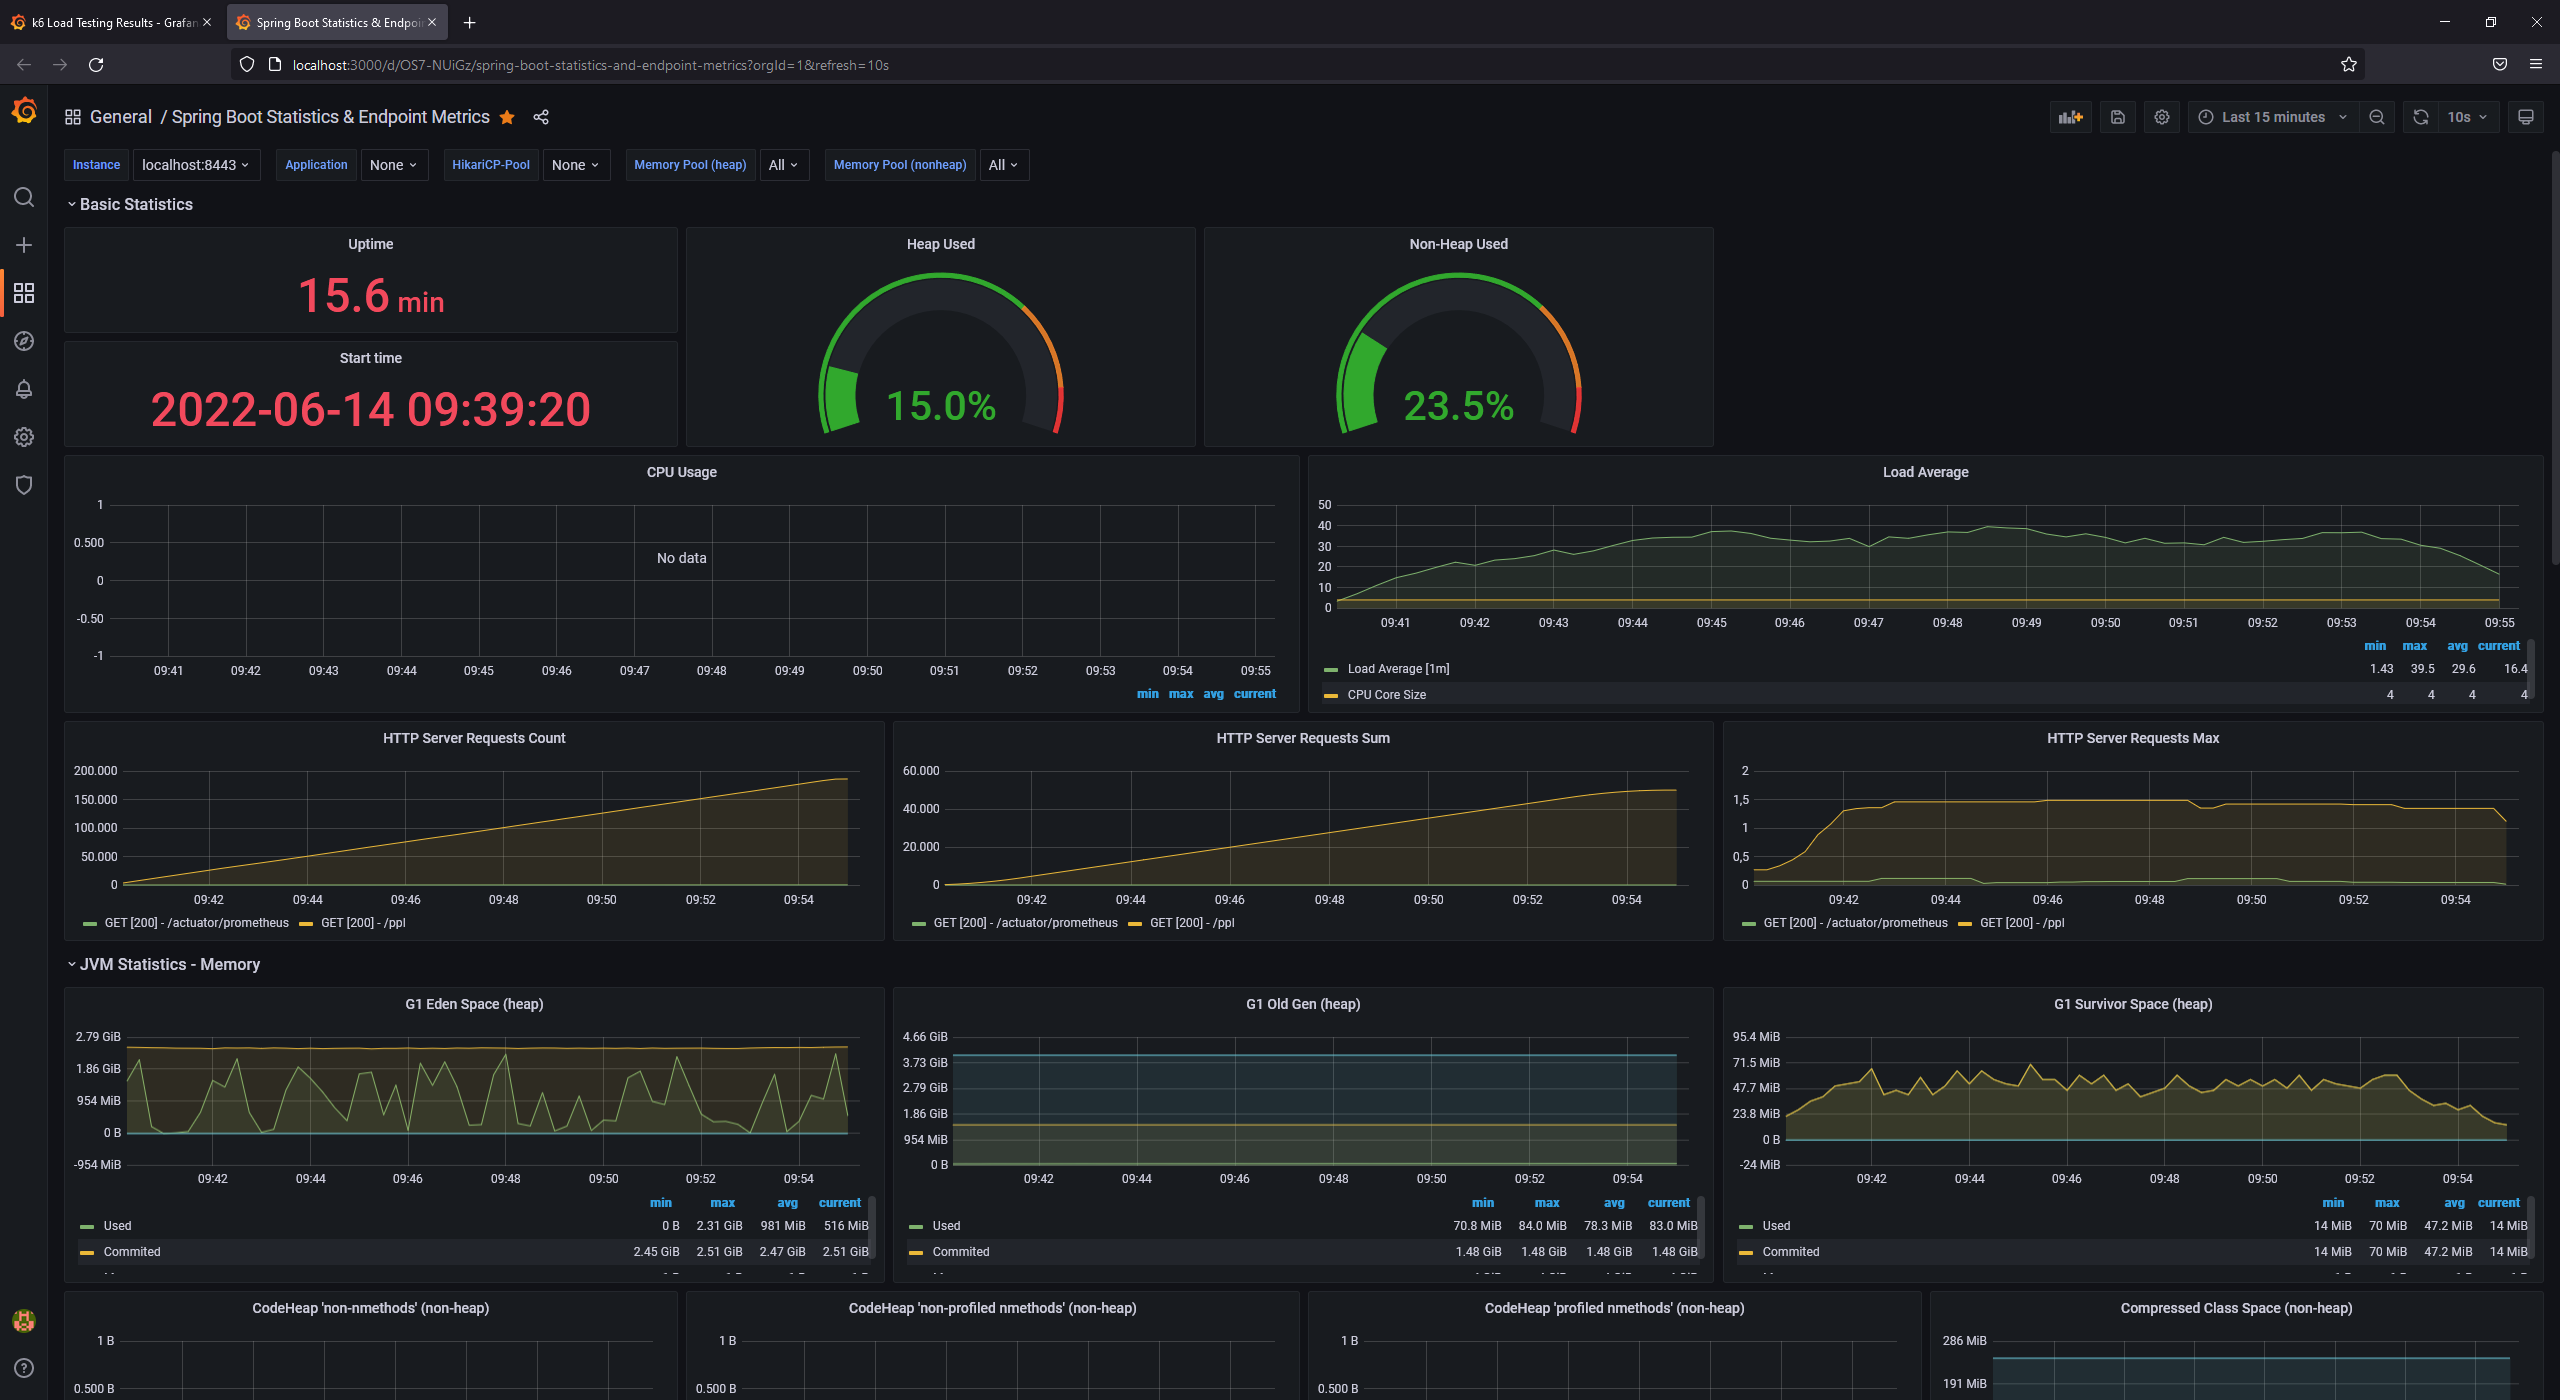 k6 Load Testing Results - Grafan
Spring Boot Statistics & Endpoi
localhost:3000/d/OS7-NUiGz/spring-boot-statistics-and-endpoint-metrics?orgId=1&refresh=10s
General / Spring Boot Statistics & Endpoint Metrics
Last 15 minutes
10s
Instance localhost:8443 Application None HikariCP-Pool None Memory Pool (heap) All Memory Pool (nonheap) All
Basic Statistics
Uptime
15.6 min
Start time
2022-06-14 09:39:20
Heap Used
15.0%
Non-Heap Used
23.5%
CPU Usage
1
0.500
0
-0.50
-1
No data
09:41 09:42 09:43 09:44 09:45 09:46 09:47 09:48 09:49 09:50 09:51 09:52 09:53 09:54 09:55
min max avg current
Load Average
50
40
30
20
10
0
09:41 09:42 09:43 09:44 09:45 09:46 09:47 09:48 09:49 09:50 09:51 09:52 09:53 09:54 09:55
min max avg current
Load Average [1m] 1.43 39.5 29.6 16.4
CPU Core Size 4 4 4 4
HTTP Server Requests Count
200.000
150.000
100.000
50.000
0
09:42 09:44 09:46 09:48 09:50 09:52 09:54
GET [200] - /actuator/prometheus GET [200] - /ppl
HTTP Server Requests Sum
60.000
40.000
20.000
0
09:42 09:44 09:46 09:48 09:50 09:52 09:54
GET [200] - /actuator/prometheus GET [200] - /ppl
HTTP Server Requests Max
2
1,5
1
0,5
0
09:42 09:44 09:46 09:48 09:50 09:52 09:54
GET [200] - /actuator/prometheus GET [200] - /ppl
JVM Statistics - Memory
G1 Eden Space (heap)
2.79 GiB
1.86 GiB
954 MiB
0 B
-954 MiB
09:42 09:44 09:46 09:48 09:50 09:52 09:54
min max avg current
Used 0 B 2.31 GiB 981 MiB 516 MiB
Commited 2.45 GiB 2.51 GiB 2.47 GiB 2.51 GiB
G1 Old Gen (heap)
4.66 GiB
3.73 GiB
2.79 GiB
1.86 GiB
954 MiB
0 B
09:42 09:44 09:46 09:48 09:50 09:52 09:54
min max avg current
Used 70.8 MiB 84.0 MiB 78.3 MiB 83.0 MiB
Commited 1.48 GiB 1.48 GiB 1.48 GiB 1.48 GiB
G1 Survivor Space (heap)
95.4 MiB
71.5 MiB
47.7 MiB
23.8 MiB
0 B
-24 MiB
09:42 09:44 09:46 09:48 09:50 09:52 09:54
min max avg current
Used 14 MiB 70 MiB 47.2 MiB 14 MiB
Commited 14 MiB 70 MiB 47.2 MiB 14 MiB
CodeHeap 'non-nmethods' (non-heap)
1 B
0.500 B
CodeHeap 'non-profiled nmethods' (non-heap)
1 B
0.500 B
CodeHeap 'profiled nmethods' (non-heap)
1 B
0.500 B
Compressed Class Space (non-heap)
286 MiB
191 MiB